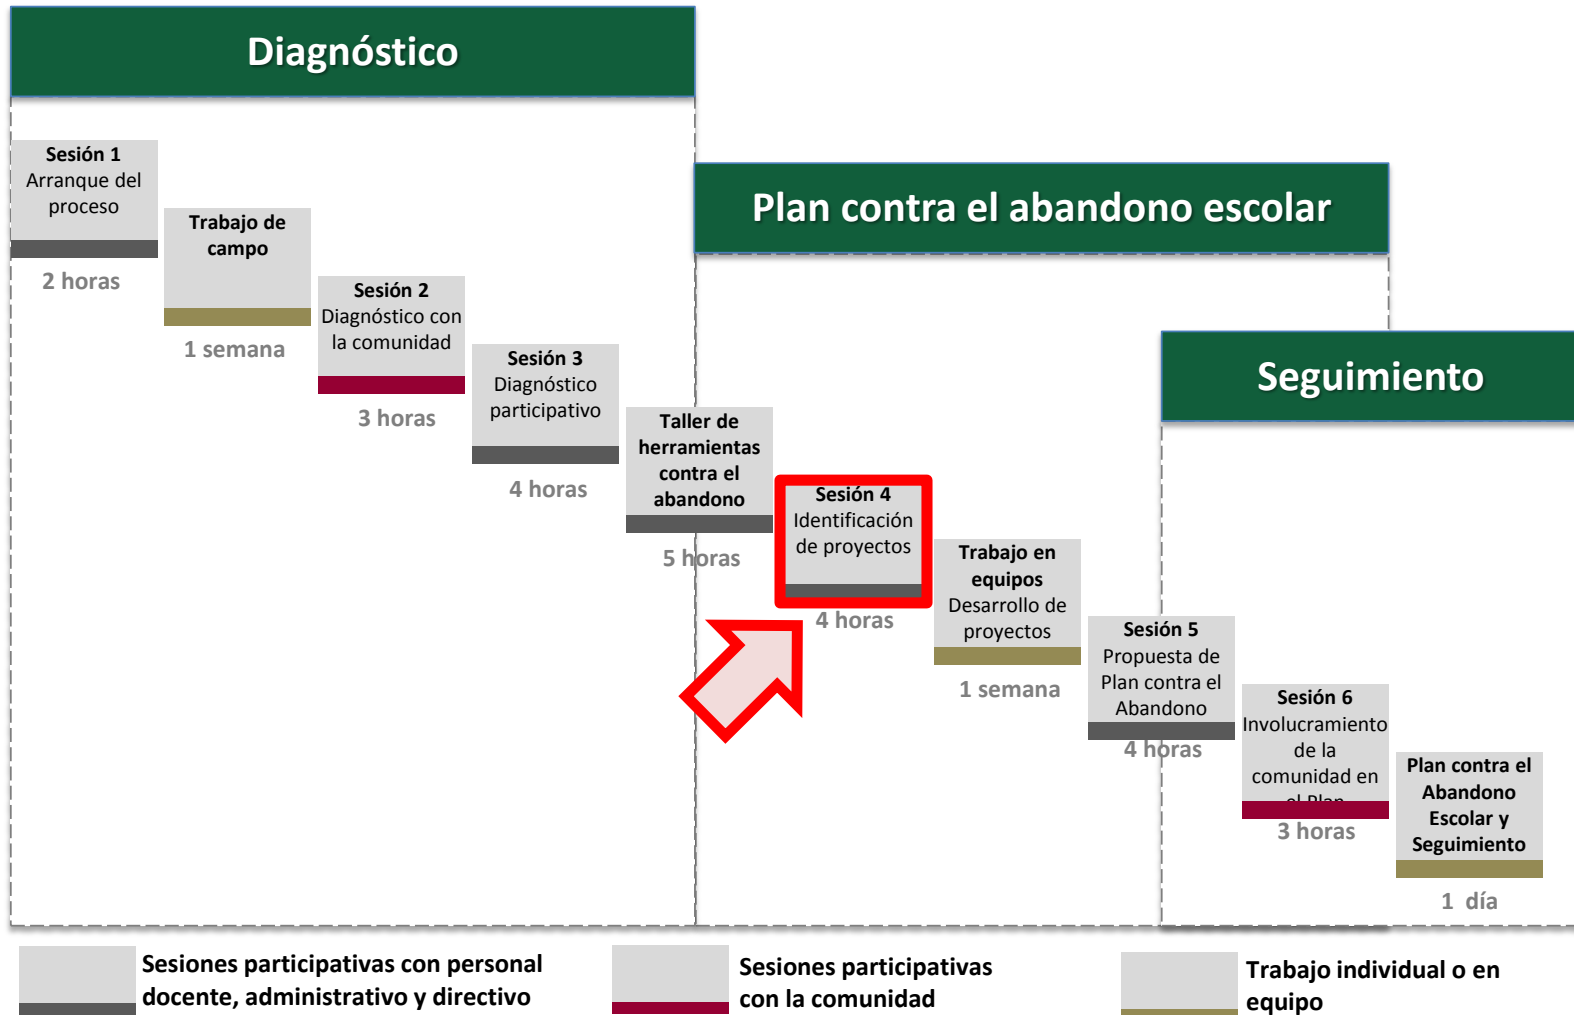 Diagnóstico
Sesión 1
Arranque del
proceso
2 horas
Trabajo de
campo
1 semana
Sesión 2
Diagnóstico con
la comunidad
3 horas
Sesión 3
Diagnóstico
participativo
4 horas
Plan contra el abandono escolar
Taller de
herramientas
contra el
abandono
5 horas
Sesión 4
Identificación
de proyectos
4 horas
Trabajo en
equipos
Desarrollo de
proyectos
1 semana
Seguimiento
Sesión 5
Propuesta de
Plan contra el
Abandono
4 horas
Sesión 6
Involucramiento
de la
comunidad en
el Plan
3 horas
Plan contra el
Abandono
Escolar y
Seguimiento
1 día
Sesiones participativas con personal
docente, administrativo y directivo
Sesiones participativas
con la comunidad
Trabajo individual o en
equipo